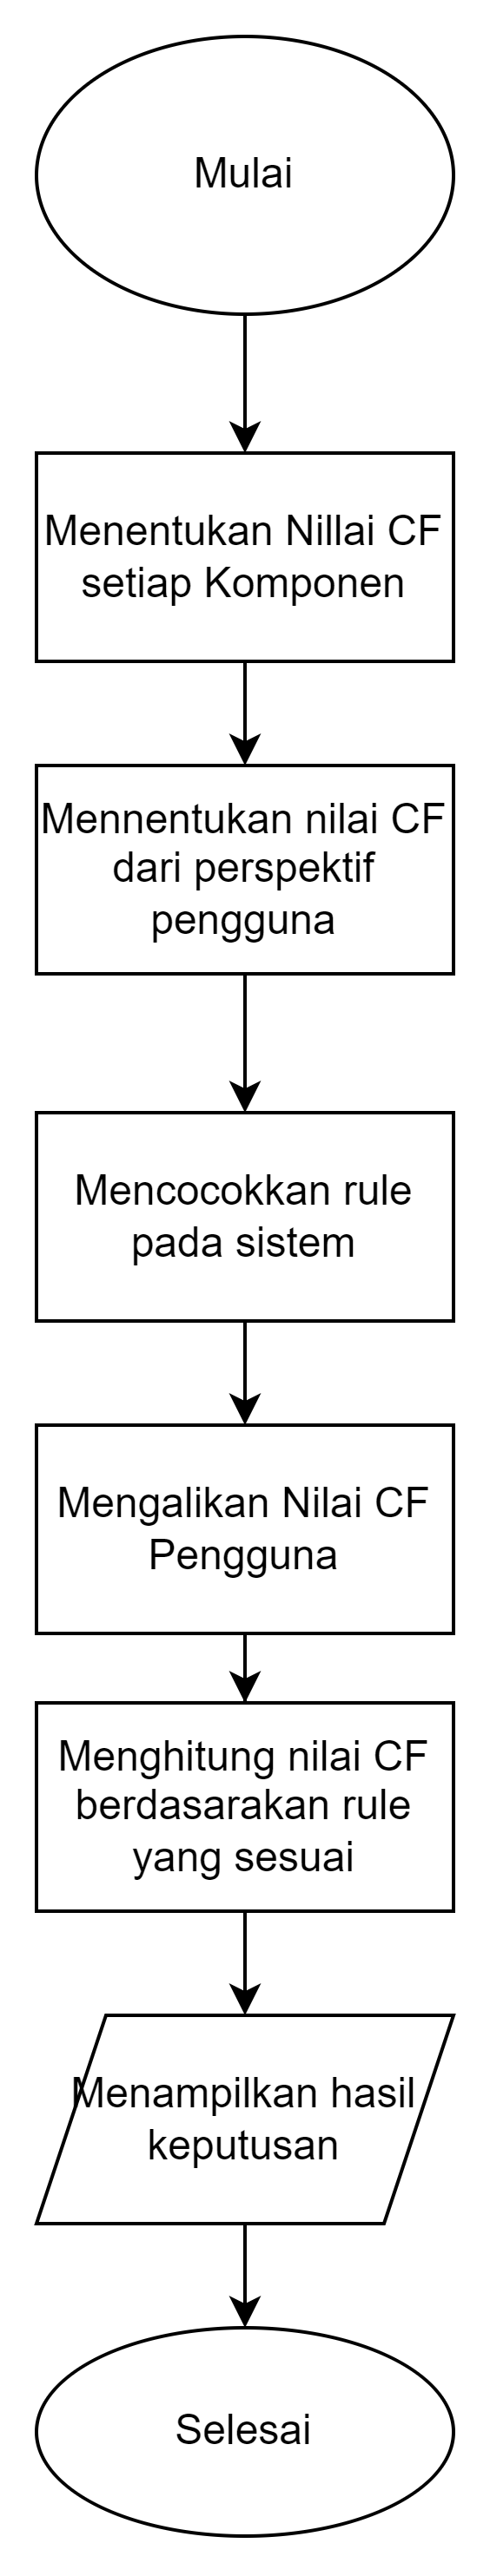 Mulai
Menentukan Nillai CF
setiap Komponen
Mennentukan nilai CF
dari perspektif
pengguna
Mencocokkan rule
pada sistem
Mengalikan Nilai CF
Pengguna
Menghitung nilai CF
berdasarakan rule
yang sesuai
Menampilkan hasil
keputusan
Selesai